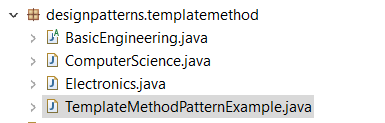 designpatterns.templatemethod
BasicEngineering.java
ComputerScience.java
Electronics.java
TemplateMethodPatternExample.java